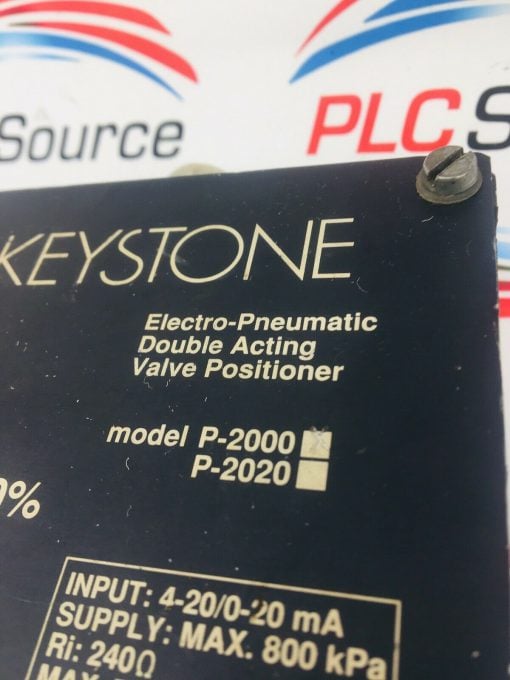 Source
PLC S
KEYSTONE
Electro-Pneumatic
Double Acting
Valve Positioner
model P-2000
P-2020
%
INPUT: 4-20/0-20 mA
SUPPLY: MAX. 800 kPa
Ri: 240Ω